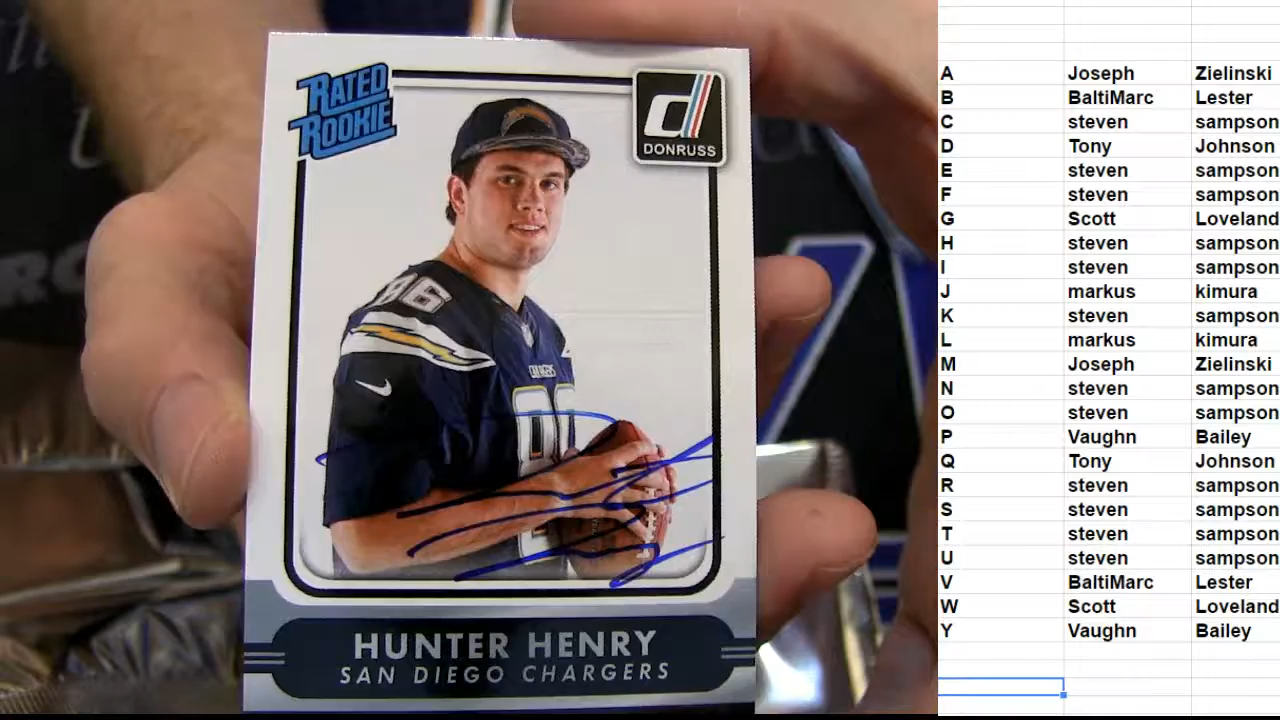 RATED
ROOKIE
d
DONRUSS
86
CHARGERS
HUNTER HENRY
SAN DIEGO CHARGERS
A Joseph Zielinski
B BaltiMarc Lester
C steven sampson
D Tony Johnson
E steven sampson
F steven sampson
G Scott Loveland
H steven sampson
I steven sampson
J markus kimura
K steven sampson
L markus kimura
M Joseph Zielinski
N steven sampson
O steven sampson
P Vaughn Bailey
Q Tony Johnson
R steven sampson
S steven sampson
T steven sampson
U steven sampson
V BaltiMarc Lester
W Scott Loveland
Y Vaughn Bailey